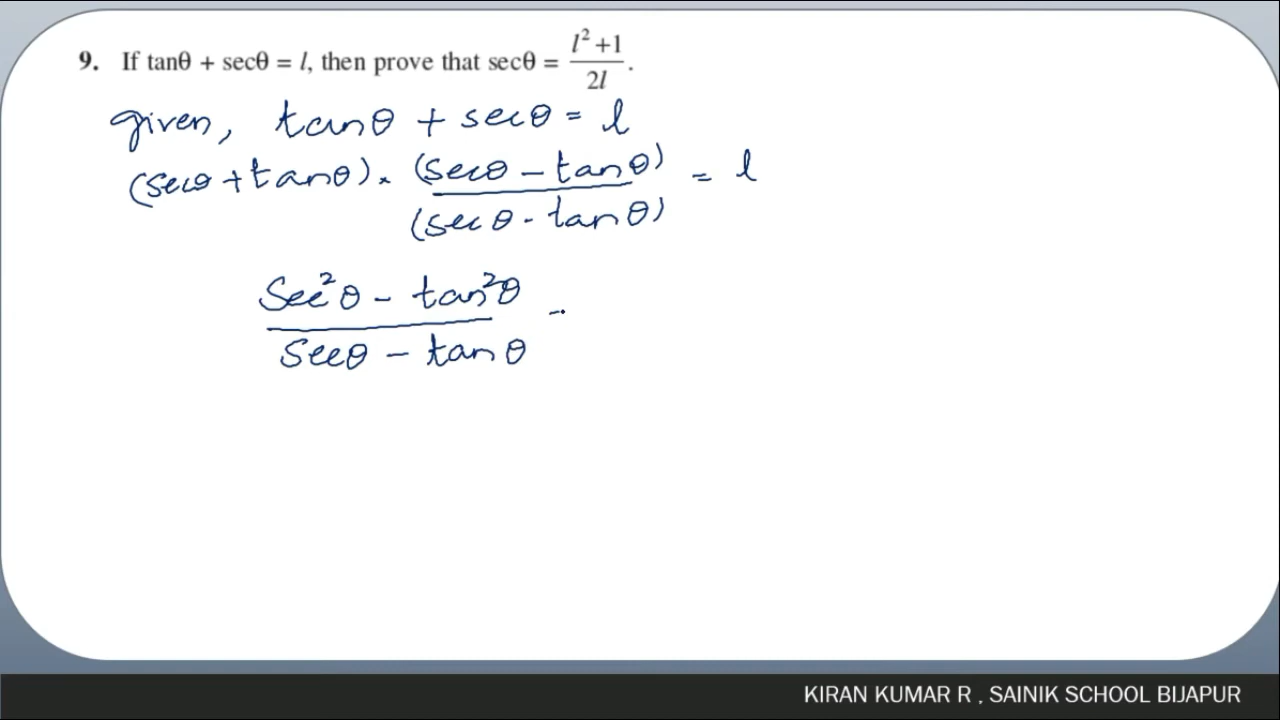 9. If tanθ + secθ = l, then prove that secθ = (l² + 1)/(2l).
given, tanθ + secθ = l
(secθ + tanθ) × (secθ − tanθ)/(secθ − tanθ) = l
(sec²θ − tan²θ)/(secθ − tanθ) =
KIRAN KUMAR R , SAINIK SCHOOL BIJAPUR